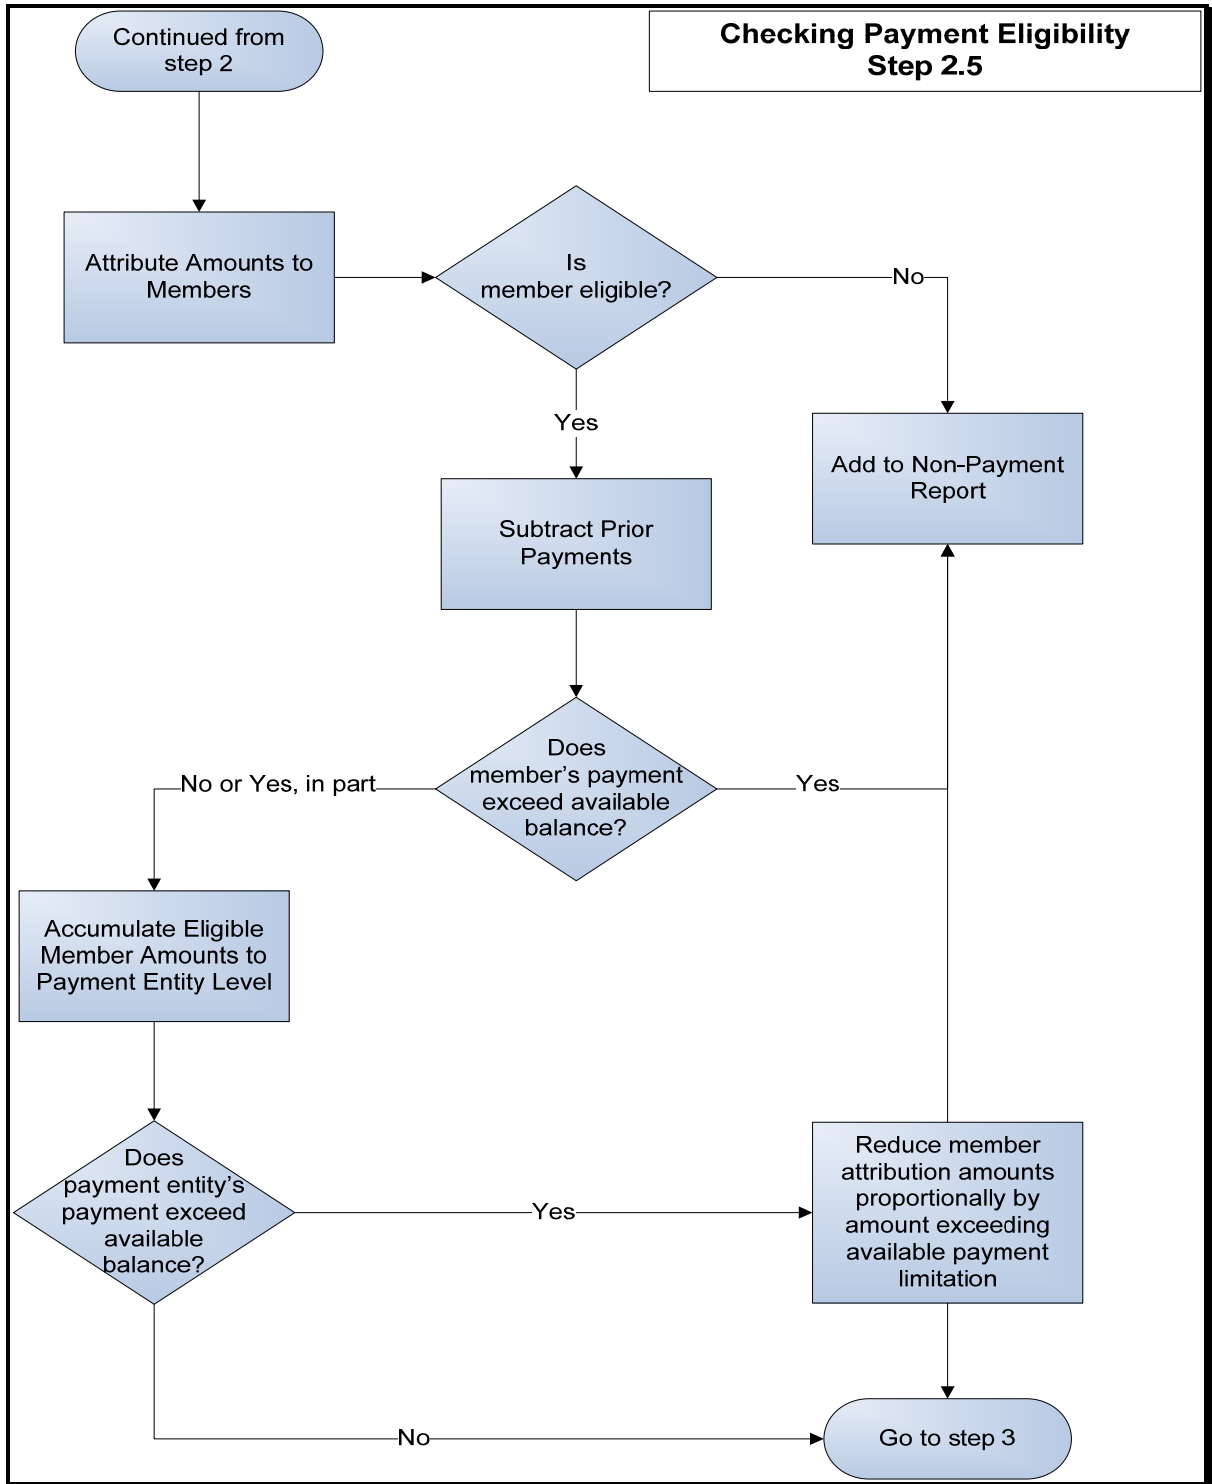 Continued from
step 2
Checking Payment Eligibility
Step 2.5
Attribute Amounts to
Members
Is
member eligible?
No
Yes
Add to Non-Payment
Report
Subtract Prior
Payments
Does
member’s payment
exceed available
balance?
No or Yes, in part
Yes
Accumulate Eligible
Member Amounts to
Payment Entity Level
Does
payment entity’s
payment exceed
available
balance?
Yes
Reduce member
attribution amounts
proportionally by
amount exceeding
available payment
limitation
No
Go to step 3